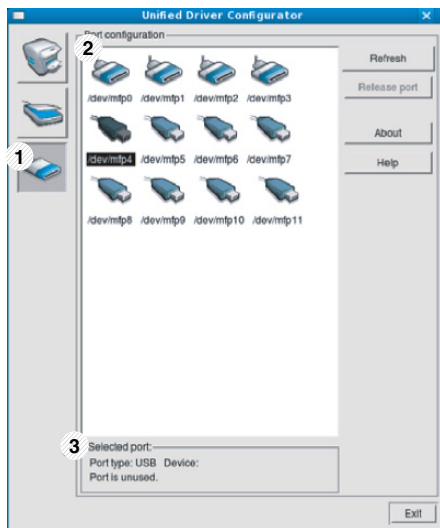 Unified Driver Configurator
2
Port configuration
Refresh
/dev/mfp0 /dev/mfp1 /dev/mfp2 /dev/mfp3
Release port
About
1
/dev/mfp4 /dev/mfp5 /dev/mfp6 /dev/mfp7
Help
/dev/mfp8 /dev/mfp9 /dev/mfp10 /dev/mfp11
3
Selected port:
Port type: USB Device:
Port is unused.
Exit